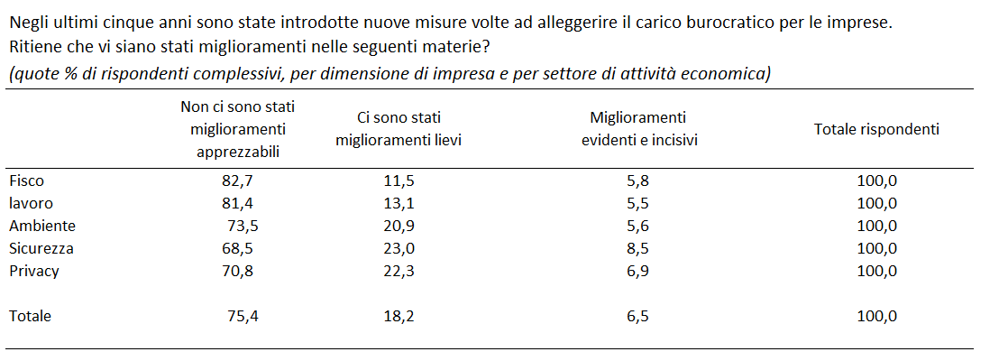 Negli ultimi cinque anni sono state introdotte nuove misure volte ad alleggerire il carico burocratico per le imprese.
Ritiene che vi siano stati miglioramenti nelle seguenti materie?
(quote % di rispondenti complessivi, per dimensione di impresa e per settore di attività economica)
Non ci sono stati miglioramenti apprezzabili Ci sono stati miglioramenti lievi Miglioramenti evidenti e incisivi Totale rispondenti
Fisco 82,7 11,5 5,8 100,0
lavoro 81,4 13,1 5,5 100,0
Ambiente 73,5 20,9 5,6 100,0
Sicurezza 68,5 23,0 8,5 100,0
Privacy 70,8 22,3 6,9 100,0
Totale 75,4 18,2 6,5 100,0